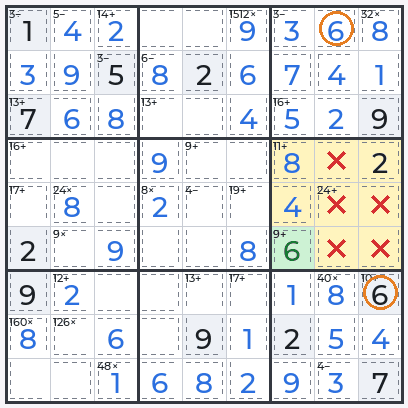 3÷ 5− 14+ 1512× 3− 32×
1 4 2 9 3 6 8
3− 6−
3 9 5 8 2 6 7 4 1
13+ 13+ 16+
7 6 8 4 5 2 9
16+ 9+ 11+
9 8 2
17+ 24× 8× 4− 19+ 24+
8 2 4
9× 9+
2 9 8 6
12+ 13+ 17+ 40×
9 2 1 8 6
160× 126×
8 6 9 1 2 5 4
48× 4−
1 6 8 2 9 3 7